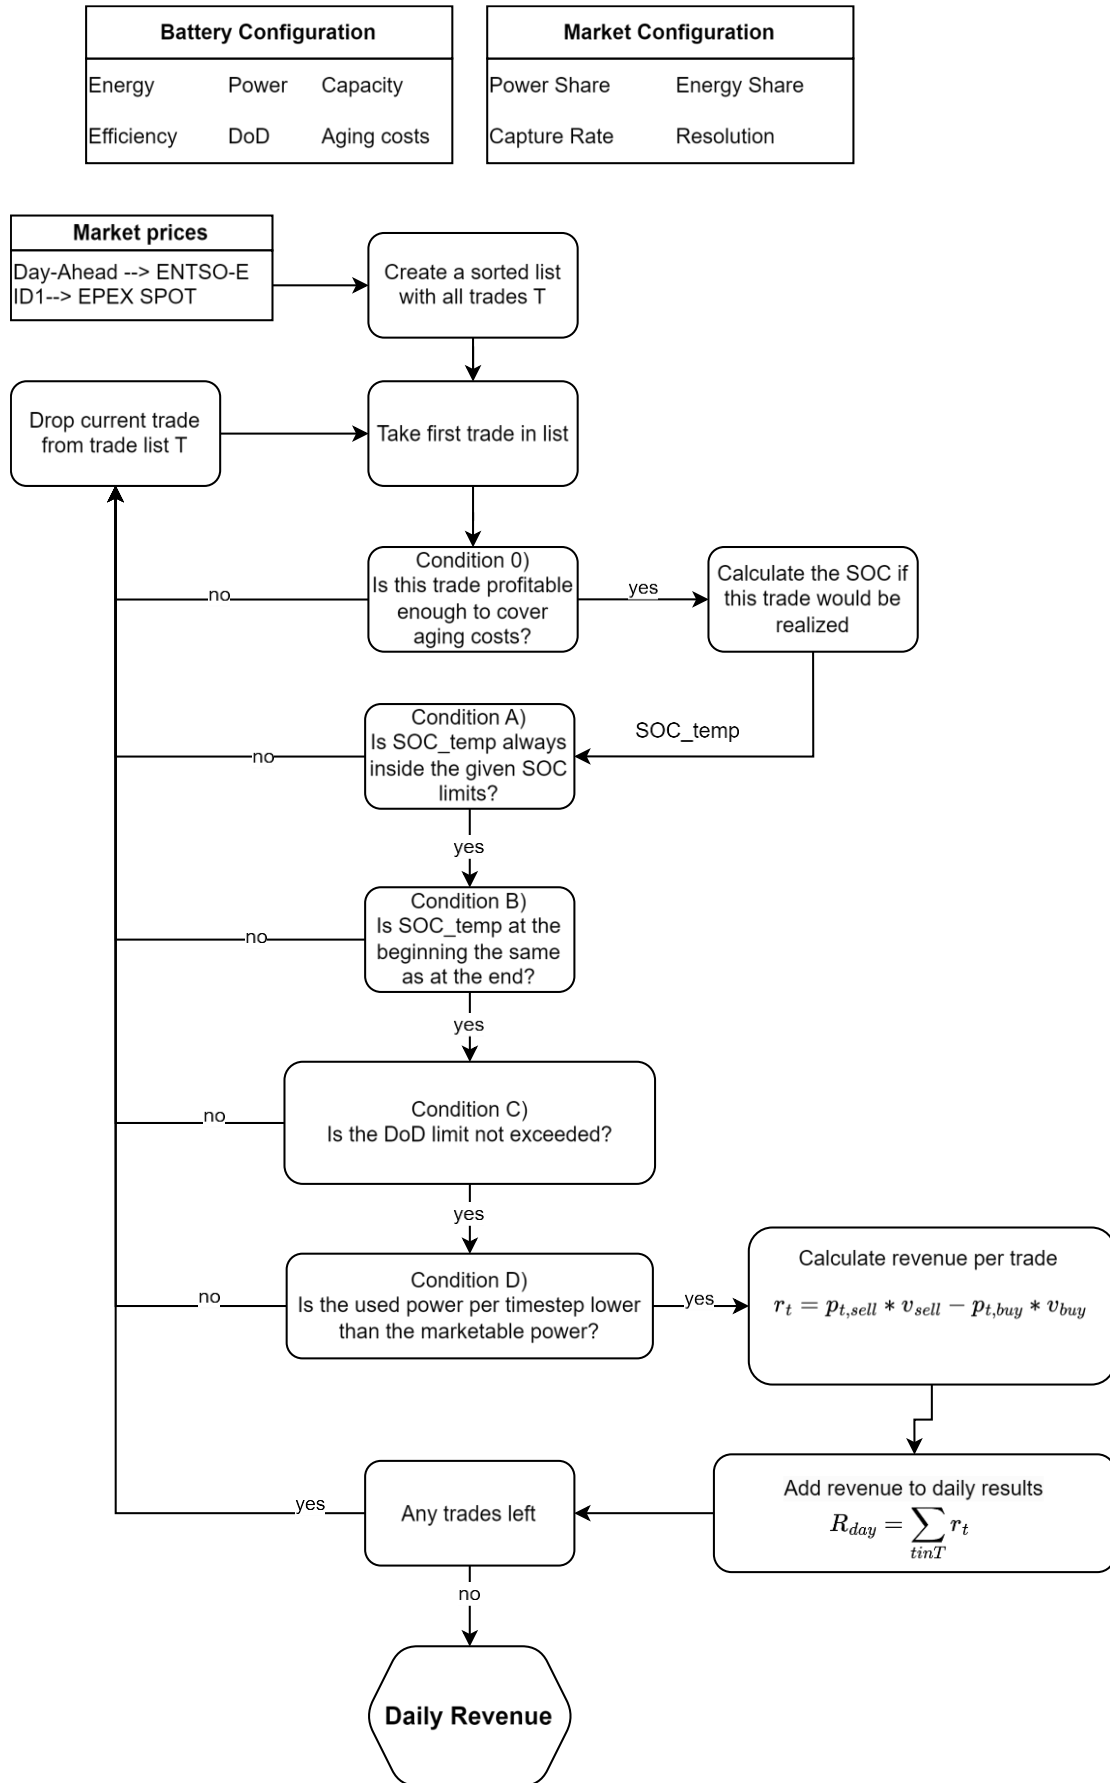 Battery Configuration
Energy Power Capacity
Efficiency DoD Aging costs
Market Configuration
Power Share Energy Share
Capture Rate Resolution
Market prices
Day-Ahead --> ENTSO-E
ID1--> EPEX SPOT
Create a sorted list
with all trades T
Drop current trade
from trade list T
Take first trade in list
Condition 0)
Is this trade profitable
enough to cover
aging costs?
no
yes
Calculate the SOC if
this trade would be
realized
SOC_temp
Condition A)
Is SOC_temp always
inside the given SOC
limits?
no
yes
Condition B)
Is SOC_temp at the
beginning the same
as at the end?
no
yes
Condition C)
Is the DoD limit not exceeded?
no
yes
Condition D)
Is the used power per timestep lower
than the marketable power?
no
yes
Calculate revenue per trade
r_{t} = p_{t,sell} * v_{sell} − p_{t,buy} * v_{buy}
Add revenue to daily results
R_{day} = ∑_{tinT} r_{t}
Any trades left
yes
no
Daily Revenue